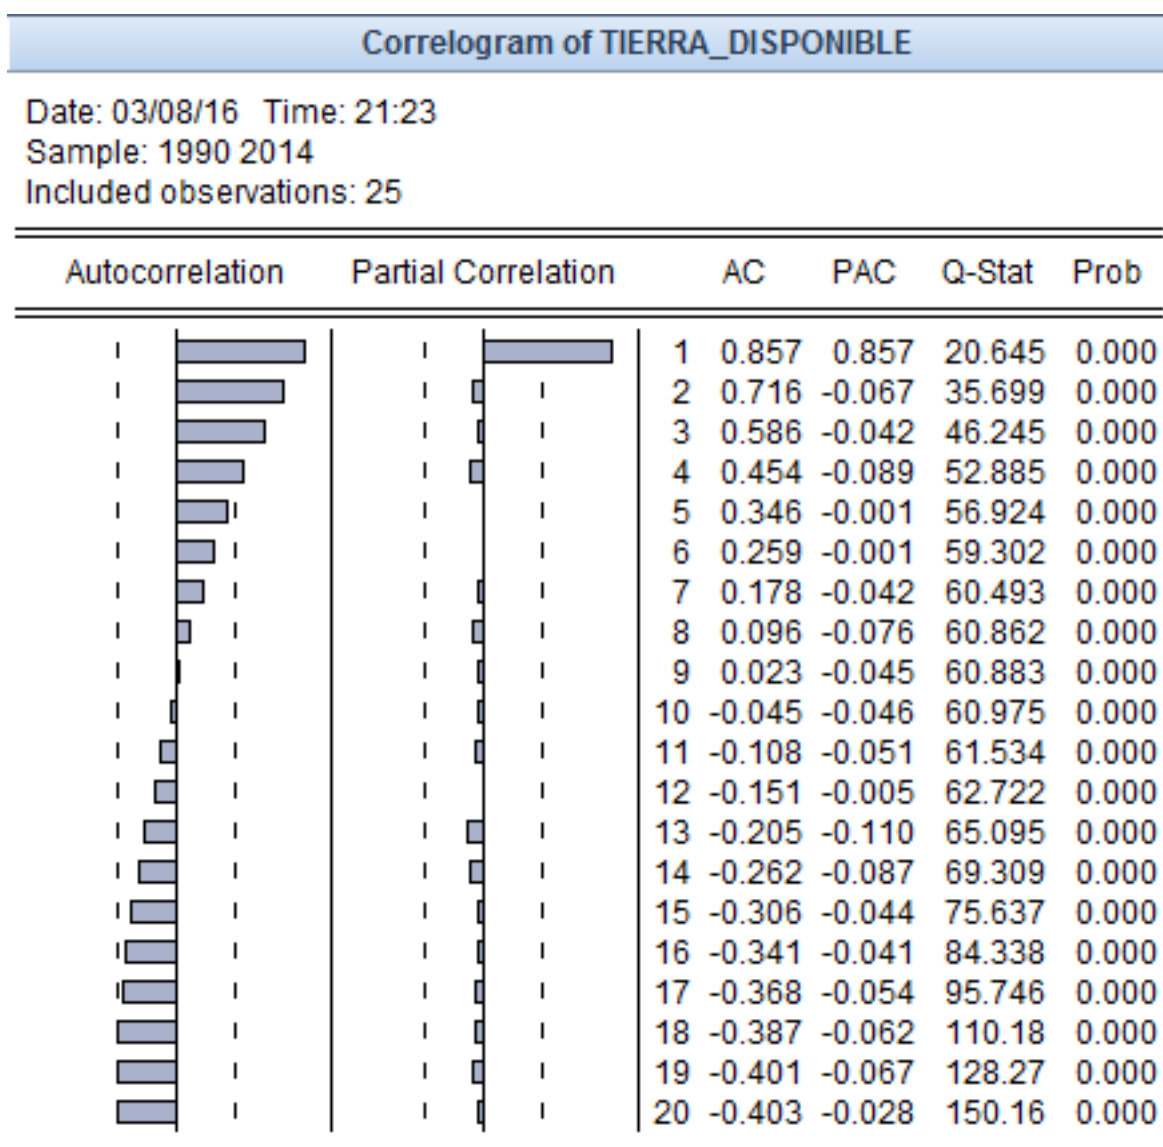 Correlogram of TIERRA_DISPONIBLE
Date: 03/08/16 Time: 21:23
Sample: 1990 2014
Included observations: 25
Autocorrelation Partial Correlation AC PAC Q-Stat Prob
1 0.857 0.857 20.645 0.000
2 0.716 -0.067 35.699 0.000
3 0.586 -0.042 46.245 0.000
4 0.454 -0.089 52.885 0.000
5 0.346 -0.001 56.924 0.000
6 0.259 -0.001 59.302 0.000
7 0.178 -0.042 60.493 0.000
8 0.096 -0.076 60.862 0.000
9 0.023 -0.045 60.883 0.000
10 -0.045 -0.046 60.975 0.000
11 -0.108 -0.051 61.534 0.000
12 -0.151 -0.005 62.722 0.000
13 -0.205 -0.110 65.095 0.000
14 -0.262 -0.087 69.309 0.000
15 -0.306 -0.044 75.637 0.000
16 -0.341 -0.041 84.338 0.000
17 -0.368 -0.054 95.746 0.000
18 -0.387 -0.062 110.18 0.000
19 -0.401 -0.067 128.27 0.000
20 -0.403 -0.028 150.16 0.000